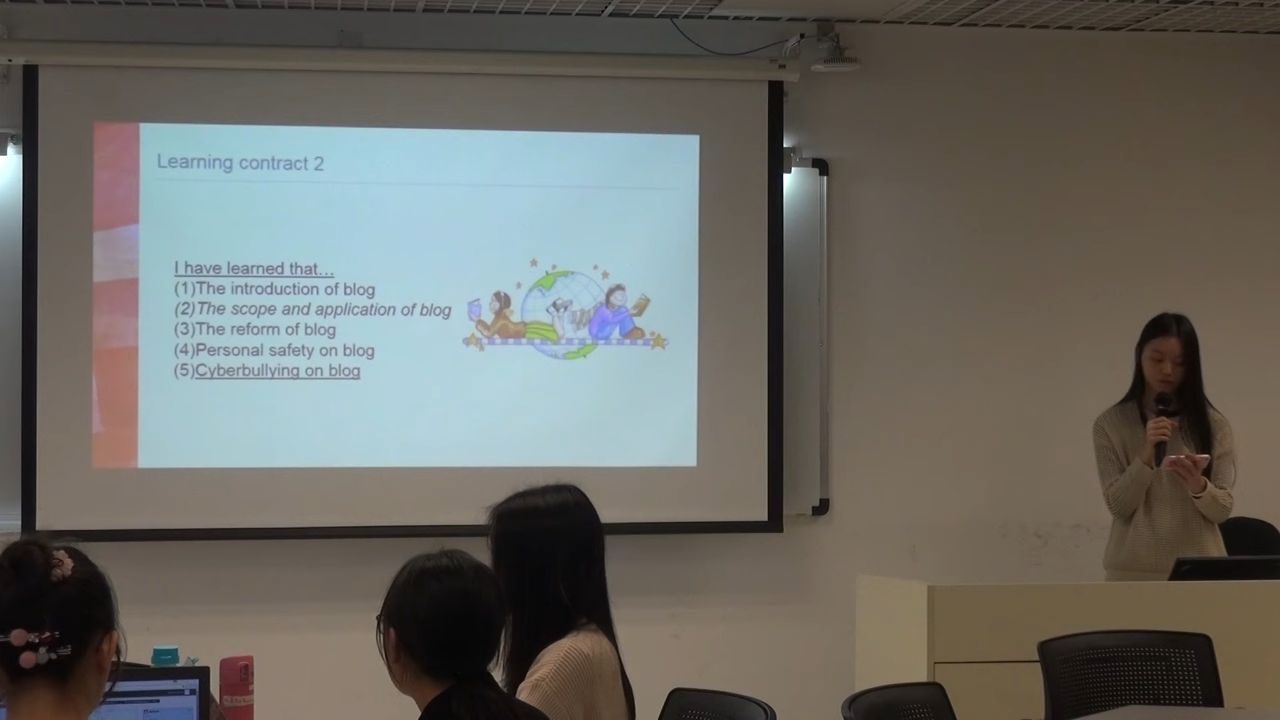 Learning contract 2
I have learned that…
(1)The introduction of blog
(2)The scope and application of blog
(3)The reform of blog
(4)Personal safety on blog
(5)Cyberbullying on blog